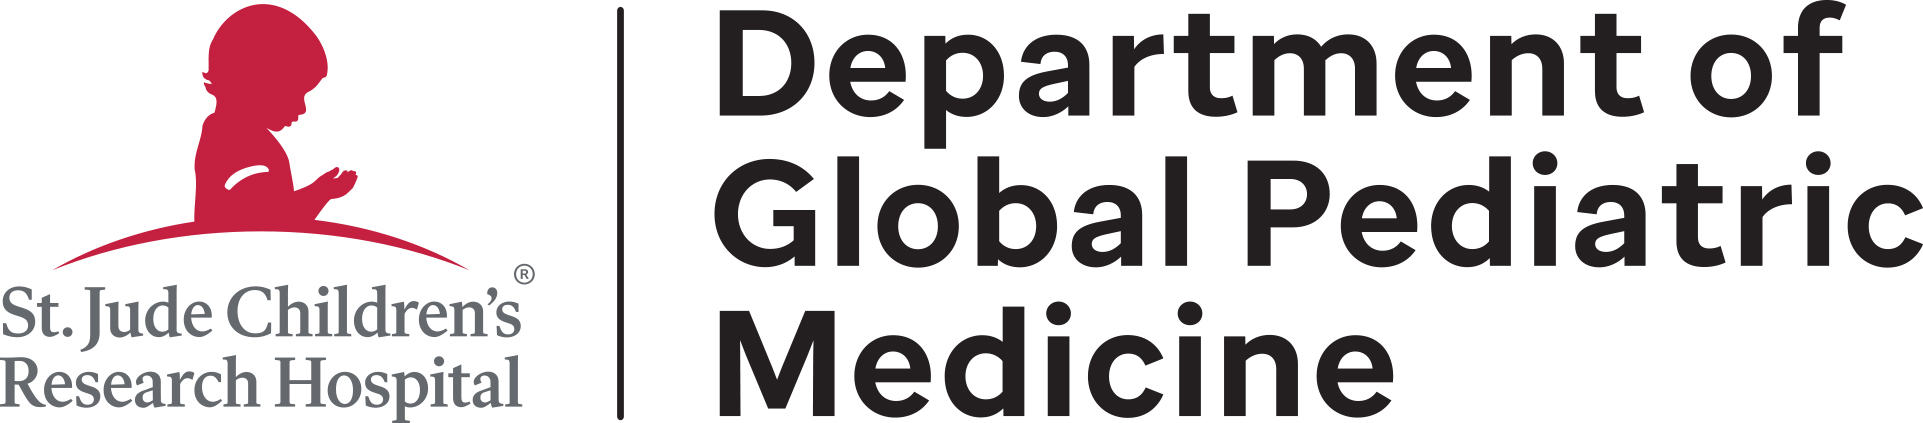 St. Jude Children's®
Research Hospital
Department of
Global Pediatric
Medicine